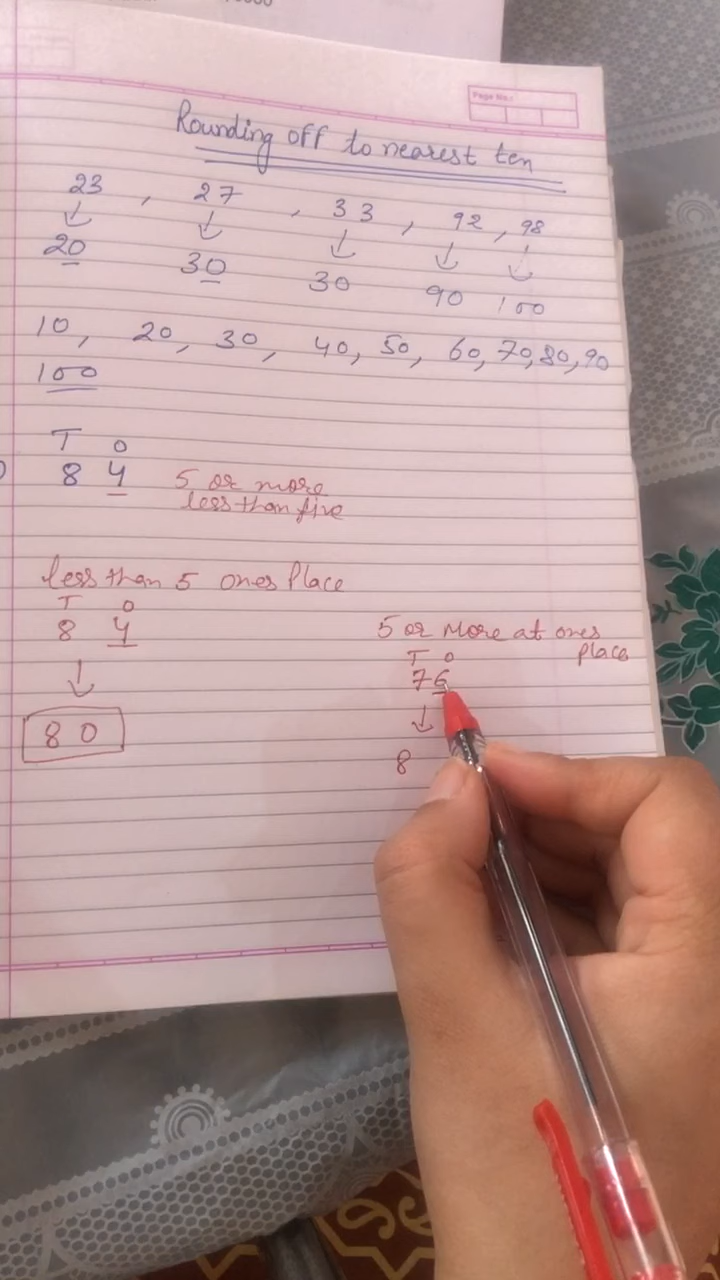 Page No.:
Rounding off to nearest ten
23 , 27 , 33 , 92 , 98
↓ ↓ ↓ ↓ ↓
20 30 30 90 100
10, 20, 30, 40, 50, 60, 70, 80, 90
100
T O
8 4 5 or more
less than five
less than 5 ones Place
T O
8 4
↓
80
5 or More at ones
Place
T O
76
↓
8